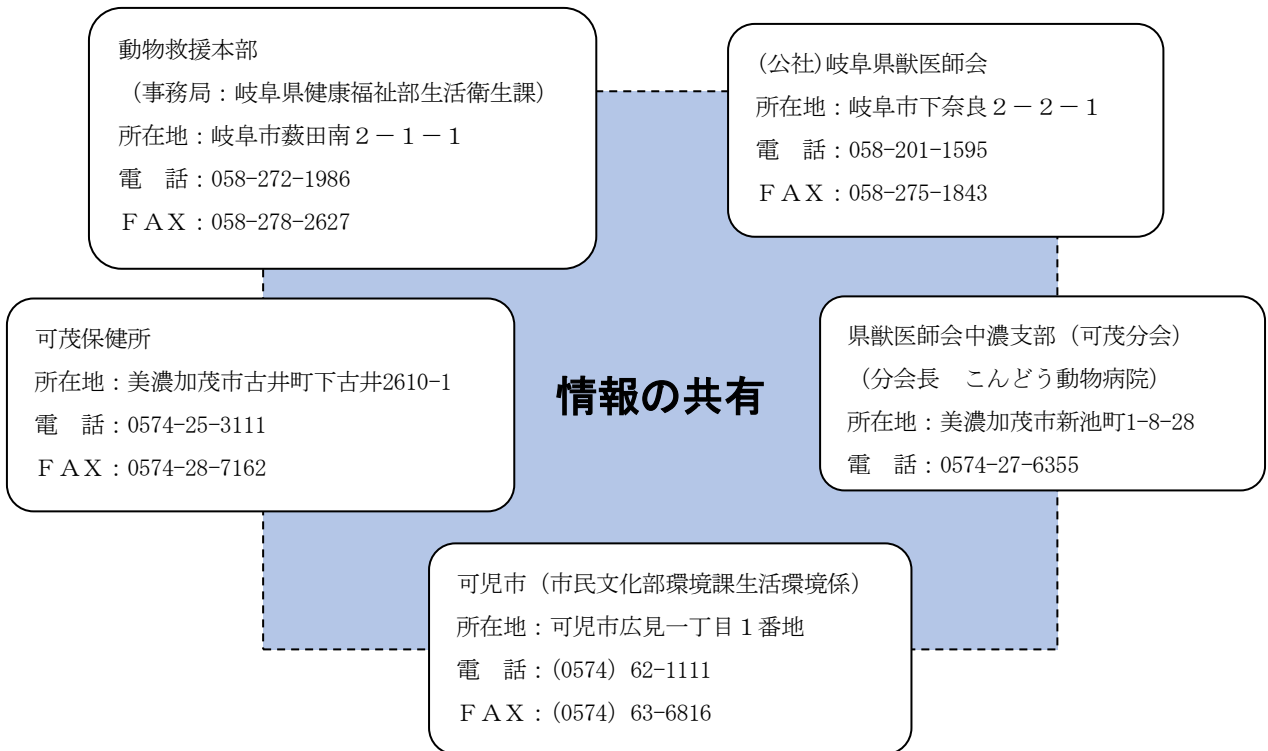 動物救援本部
（事務局：岐阜県健康福祉部生活衛生課）
所在地：岐阜市薮田南２－１－１
電　話：058-272-1986
ＦＡＸ：058-278-2627
(公社)岐阜県獣医師会
所在地：岐阜市下奈良２－２－１
電　話：058-201-1595
ＦＡＸ：058-275-1843
可茂保健所
所在地：美濃加茂市古井町下古井2610-1
電　話：0574-25-3111
ＦＡＸ：0574-28-7162
情報の共有
県獣医師会中濃支部（可茂分会）
（分会長　こんどう動物病院）
所在地：美濃加茂市新池町1-8-28
電　話：0574-27-6355
可児市（市民文化部環境課生活環境係）
所在地：可児市広見一丁目１番地
電　話：(0574）62-1111
ＦＡＸ：(0574）63-6816